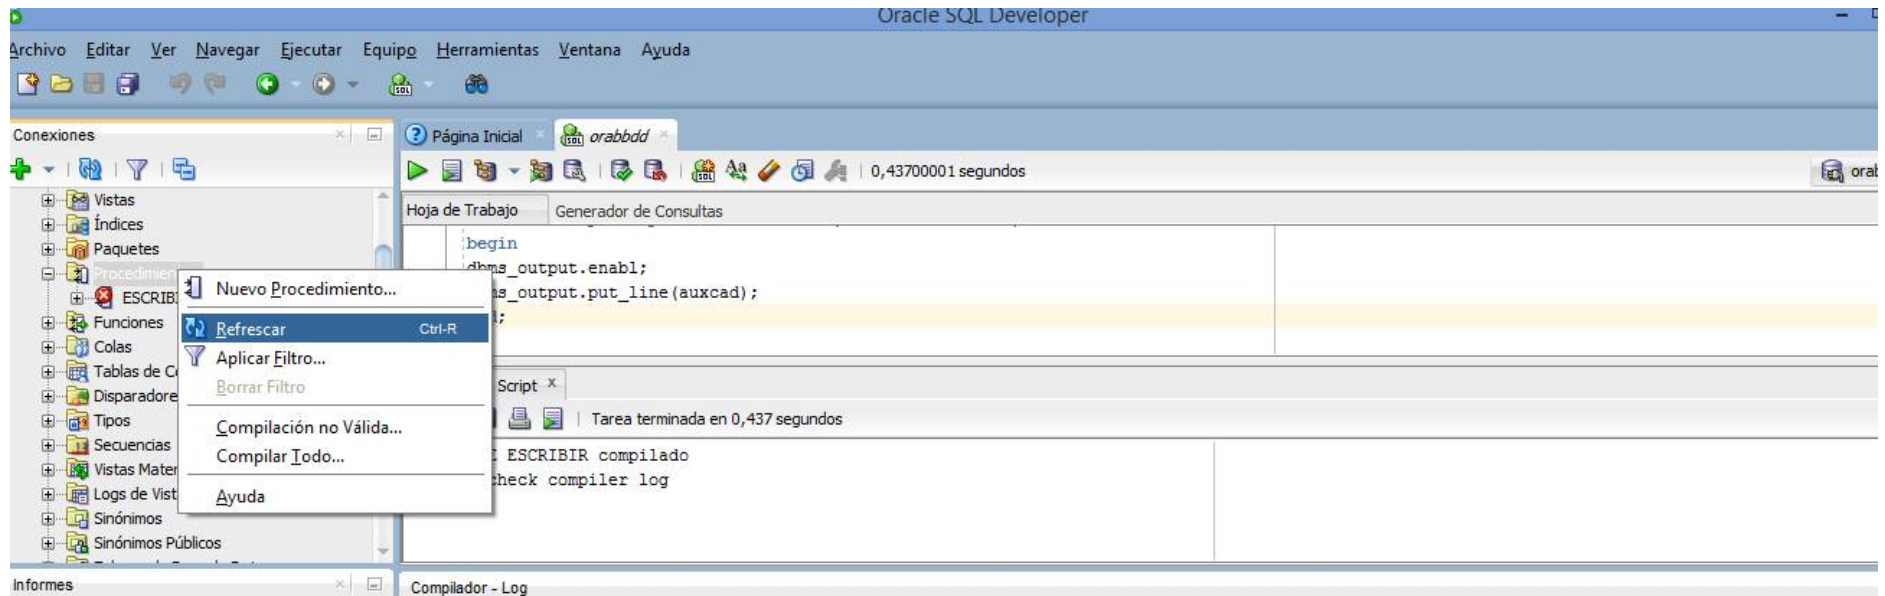 Oracle SQL Developer
Archivo Editar Ver Navegar Ejecutar Equipo Herramientas Ventana Ayuda
Conexiones
Página Inicial
orabbdd
0,43700001 segundos
Hoja de Trabajo
Generador de Consultas
Vistas
Índices
Paquetes
Procedimien
ESCRIB
Funciones
Colas
Tablas de C
Disparadore
Tipos
Secuencias
Vistas Mater
Logs de Vist
Sinónimos
Sinónimos Públicos
Nuevo Procedimiento...
Refrescar Ctrl-R
Aplicar Filtro...
Borrar Filtro
Compilación no Válida...
Compilar Todo...
Ayuda
begin
dbms_output.enabl;
s_output.put_line(auxcad);
;
Script
Tarea terminada en 0,437 segundos
ESCRIBIR compilado
check compiler log
Informes
Compilador - Log